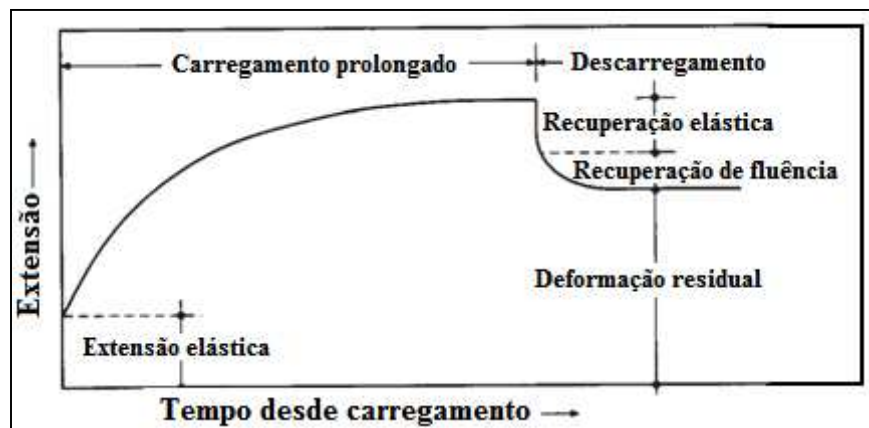 Carregamento prolongado
Descarregamento
Recuperação elástica
Recuperação de fluência
Deformação residual
Extensão elástica
Extensão
Tempo desde carregamento